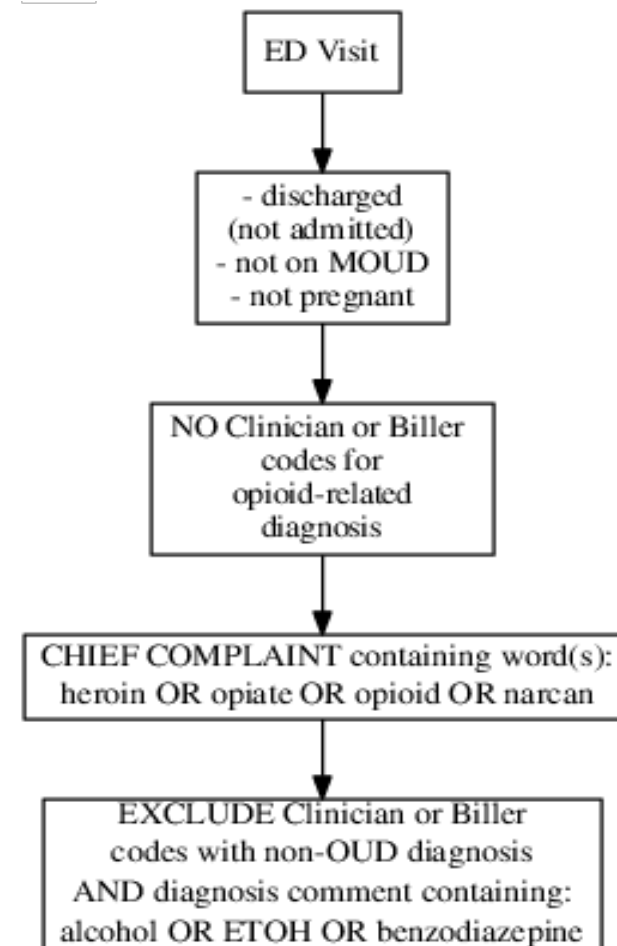 ED Visit
- discharged
(not admitted)
- not on MOUD
- not pregnant
NO Clinician or Biller
codes for
opioid-related
diagnosis
CHIEF COMPLAINT containing word(s):
heroin OR opiate OR opioid OR narcan
EXCLUDE Clinician or Biller
codes with non-OUD diagnosis
AND diagnosis comment containing:
alcohol OR ETOH OR benzodiazepine